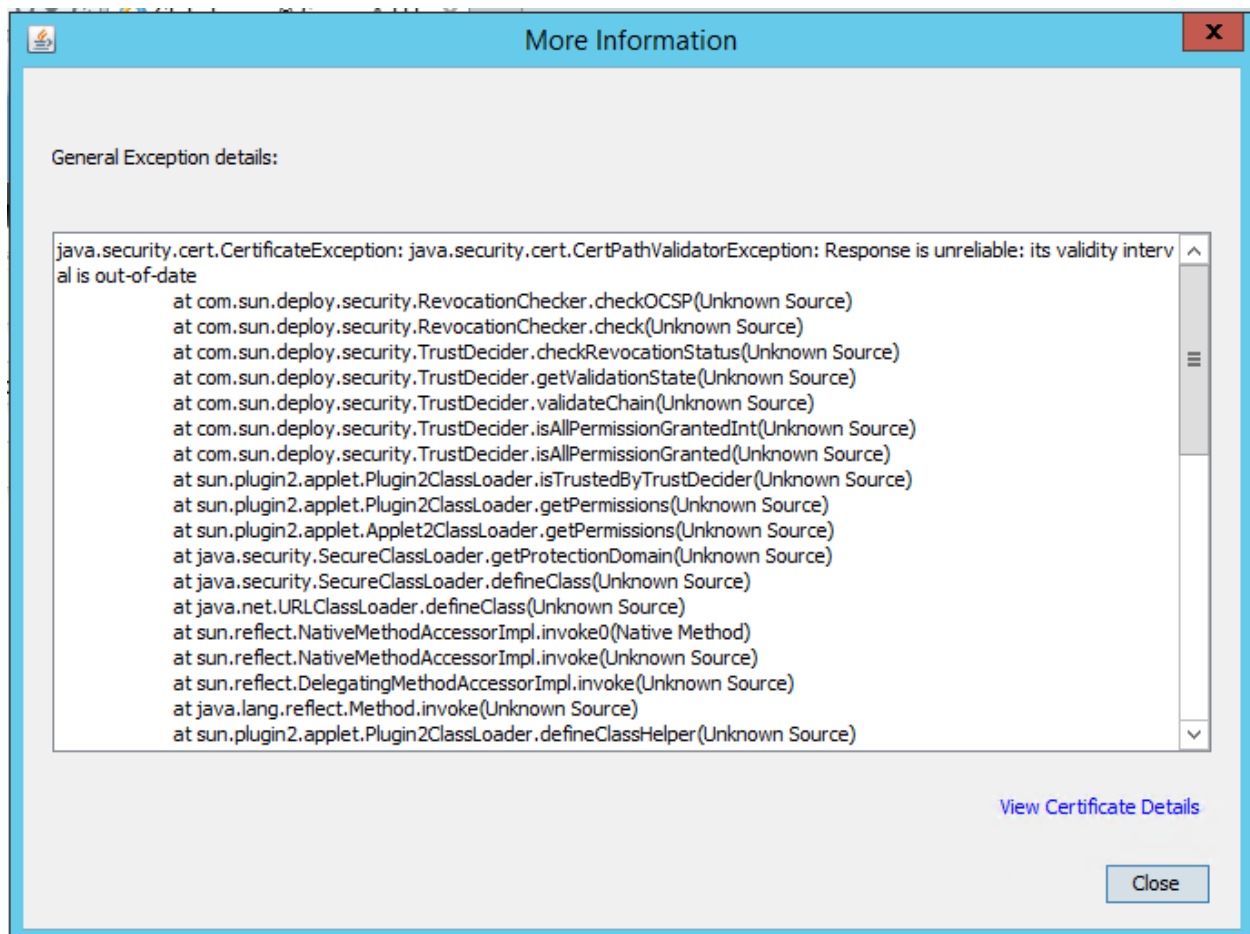 More Information
x
General Exception details:
java.security.cert.CertificateException: java.security.cert.CertPathValidatorException: Response is unreliable: its validity interv
al is out-of-date
at com.sun.deploy.security.RevocationChecker.checkOCSP(Unknown Source)
at com.sun.deploy.security.RevocationChecker.check(Unknown Source)
at com.sun.deploy.security.TrustDecider.checkRevocationStatus(Unknown Source)
at com.sun.deploy.security.TrustDecider.getValidationState(Unknown Source)
at com.sun.deploy.security.TrustDecider.validateChain(Unknown Source)
at com.sun.deploy.security.TrustDecider.isAllPermissionGrantedInt(Unknown Source)
at com.sun.deploy.security.TrustDecider.isAllPermissionGranted(Unknown Source)
at sun.plugin2.applet.Plugin2ClassLoader.isTrustedByTrustDecider(Unknown Source)
at sun.plugin2.applet.Plugin2ClassLoader.getPermissions(Unknown Source)
at sun.plugin2.applet.Applet2ClassLoader.getPermissions(Unknown Source)
at java.security.SecureClassLoader.getProtectionDomain(Unknown Source)
at java.security.SecureClassLoader.defineClass(Unknown Source)
at java.net.URLClassLoader.defineClass(Unknown Source)
at sun.reflect.NativeMethodAccessorImpl.invoke0(Native Method)
at sun.reflect.NativeMethodAccessorImpl.invoke(Unknown Source)
at sun.reflect.DelegatingMethodAccessorImpl.invoke(Unknown Source)
at java.lang.reflect.Method.invoke(Unknown Source)
at sun.plugin2.applet.Plugin2ClassLoader.defineClassHelper(Unknown Source)
View Certificate Details
Close